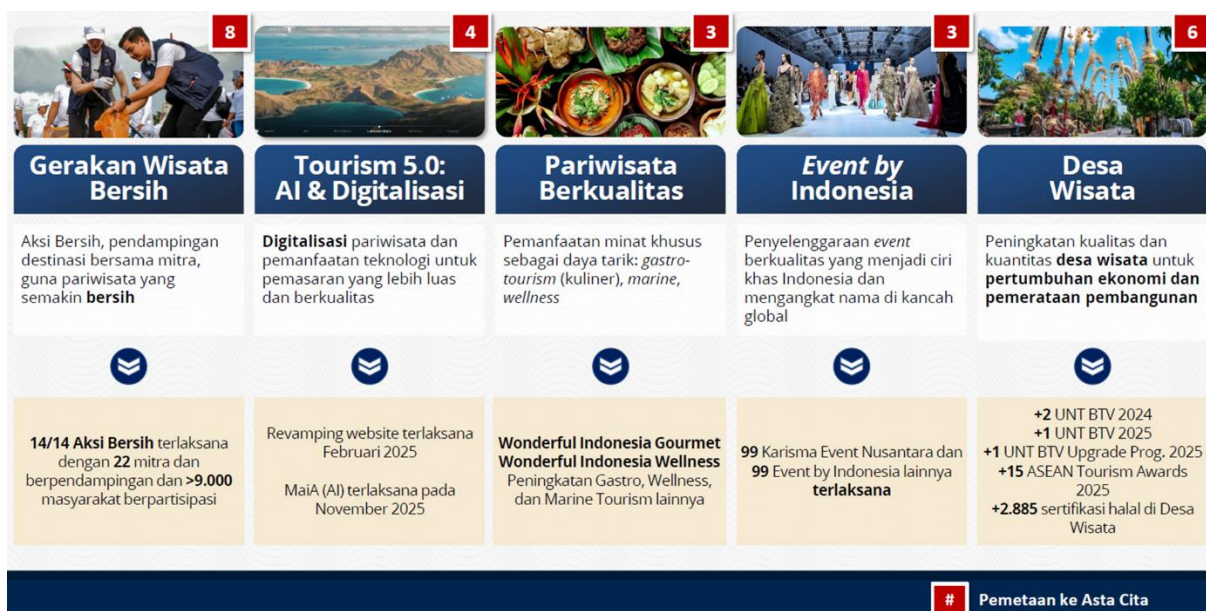 8
Gerakan Wisata
Bersih
Aksi Bersih, pendampingan
destinasi bersama mitra,
guna pariwisata yang
semakin bersih
14/14 Aksi Bersih terlaksana
dengan 22 mitra dan
berpendampingan dan >9.000
masyarakat berpartisipasi
4
Tourism 5.0:
AI & Digitalisasi
Digitalisasi pariwisata dan
pemanfaatan teknologi untuk
pemasaran yang lebih luas
dan berkualitas
Revamping website terlaksana
Februari 2025
MaiA (AI) terlaksana pada
November 2025
3
Pariwisata
Berkualitas
Pemanfaatan minat khusus
sebagai daya tarik: gastro-
tourism (kuliner), marine,
wellness
Wonderful Indonesia Gourmet
Wonderful Indonesia Wellness
Peningkatan Gastro, Wellness,
dan Marine Tourism lainnya
3
Event by
Indonesia
Penyelenggaraan event
berkualitas yang menjadi ciri
khas Indonesia dan
mengangkat nama di kancah
global
99 Karisma Event Nusantara dan
99 Event by Indonesia lainnya
terlaksana
6
Desa
Wisata
Peningkatan kualitas dan
kuantitas desa wisata untuk
pertumbuhan ekonomi dan
pemerataan pembangunan
+2 UNT BTV 2024
+1 UNT BTV 2025
+1 UNT BTV Upgrade Prog. 2025
+15 ASEAN Tourism Awards
2025
+2.885 sertifikasi halal di Desa
Wisata
# Pemetaan ke Asta Cita